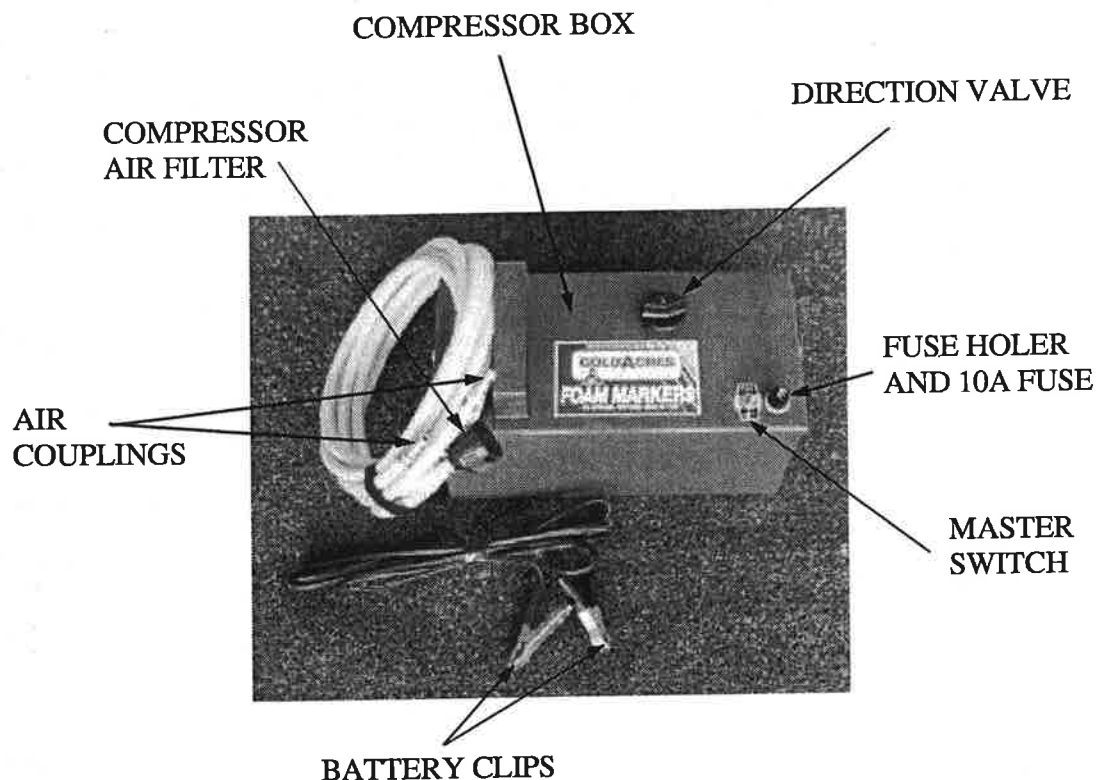 COMPRESSOR BOX
DIRECTION VALVE
COMPRESSOR
AIR FILTER
GOLDACRES
FOAM MARKERS
FUSE HOLER
AND 10A FUSE
AIR
COUPLINGS
MASTER
SWITCH
BATTERY CLIPS